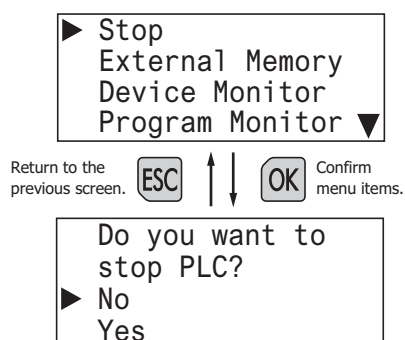 ▶ Stop
External Memory
Device Monitor
Program Monitor ▼
Return to the
previous screen.
ESC
OK
Confirm
menu items.
Do you want to
stop PLC?
▶ No
Yes